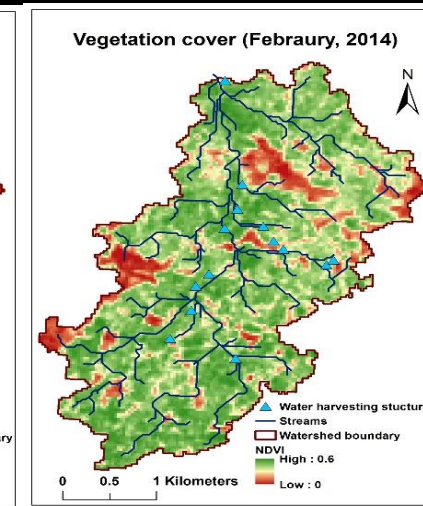 Vegetation cover (Febraury, 2014)
N
Water harvesting stuctur
Streams
Watershed boundary
NDVI
High : 0.6
Low : 0
0 0.5 1 Kilometers
ary